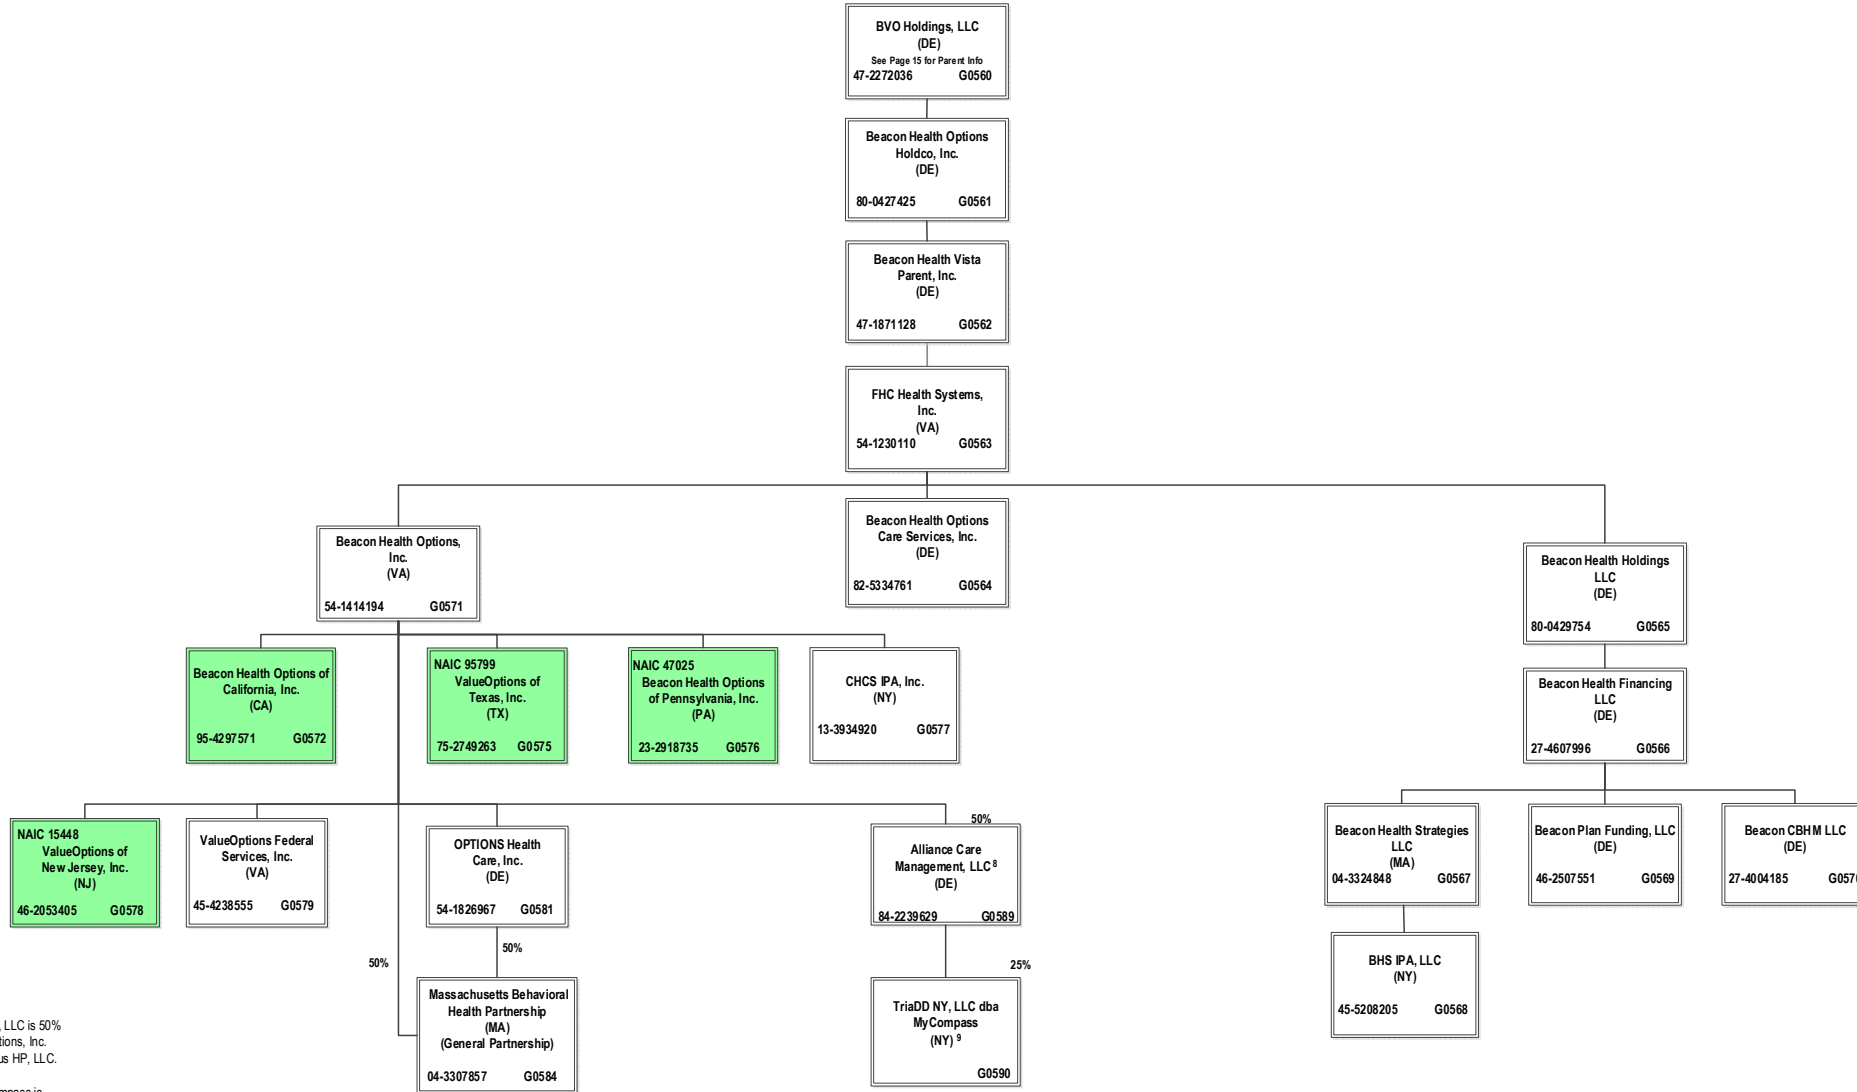 BVO Holdings, LLC
(DE)
See Page 15 for Parent Info
47-2272036 G0560
Beacon Health Options
Holdco, Inc.
(DE)
80-0427425 G0561
Beacon Health Vista
Parent, Inc.
(DE)
47-1871128 G0562
FHC Health Systems,
Inc.
(VA)
54-1230110 G0563
Beacon Health Options,
Inc.
(VA)
54-1414194 G0571
Beacon Health Options
Care Services, Inc.
(DE)
82-5334761 G0564
Beacon Health Holdings
LLC
(DE)
80-0429754 G0565
Beacon Health Options of
California, Inc.
(CA)
95-4297571 G0572
NAIC 95799
ValueOptions of
Texas, Inc.
(TX)
75-2749263 G0575
NAIC 47025
Beacon Health Options
of Pennsylvania, Inc.
(PA)
23-2918735 G0576
CHCS IPA, Inc.
(NY)
13-3934920 G0577
Beacon Health Financing
LLC
(DE)
27-4607996 G0566
NAIC 15448
ValueOptions of
New Jersey, Inc.
(NJ)
46-2053405 G0578
ValueOptions Federal
Services, Inc.
(VA)
45-4238555 G0579
OPTIONS Health
Care, Inc.
(DE)
54-1826967 G0581
50%
Alliance Care
Management, LLC 8
(DE)
84-2239629 G0589
Beacon Health Strategies
LLC
(MA)
04-3324848 G0567
Beacon Plan Funding, LLC
(DE)
46-2507551 G0569
Beacon CBHM LLC
(DE)
27-4004185
50%
50%
Massachusetts Behavioral
Health Partnership
(MA)
(General Partnership)
04-3307857 G0584
25%
TriaDD NY, LLC dba
MyCompass
(NY) 9
G0590
BHS IPA, LLC
(NY)
45-5208205 G0568
, LLC is 50%
tions, Inc.
us HP, LLC.